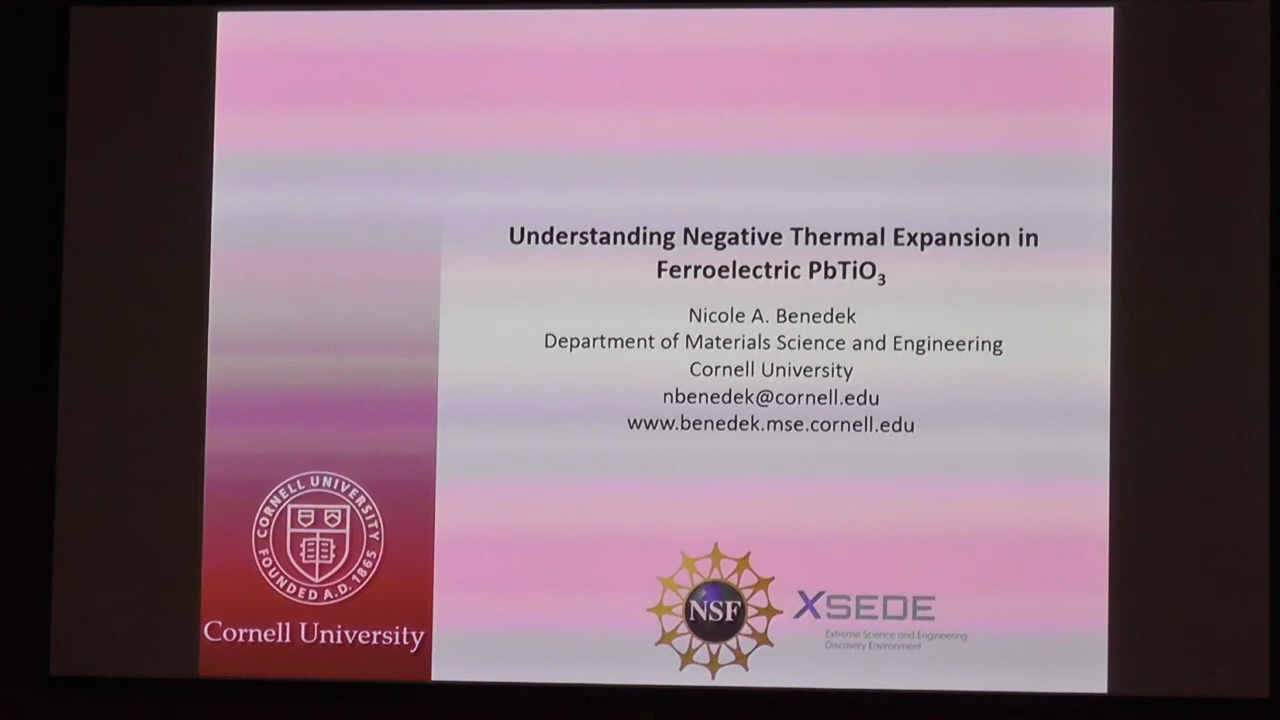 Understanding Negative Thermal Expansion in
Ferroelectric PbTiO₃
Nicole A. Benedek
Department of Materials Science and Engineering
Cornell University
nbenedek@cornell.edu
www.benedek.mse.cornell.edu
CORNELL UNIVERSITY
FOUNDED A.D. 1865
Cornell University
NSF
XSEDE
Extreme Science and Engineering
Discovery Environment